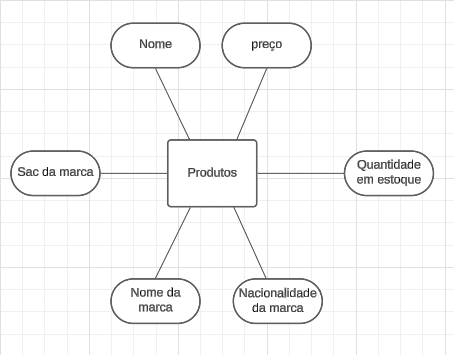 Nome
preço
Sac da marca
Produtos
Quantidade
em estoque
Nome da
marca
Nacionalidade
da marca